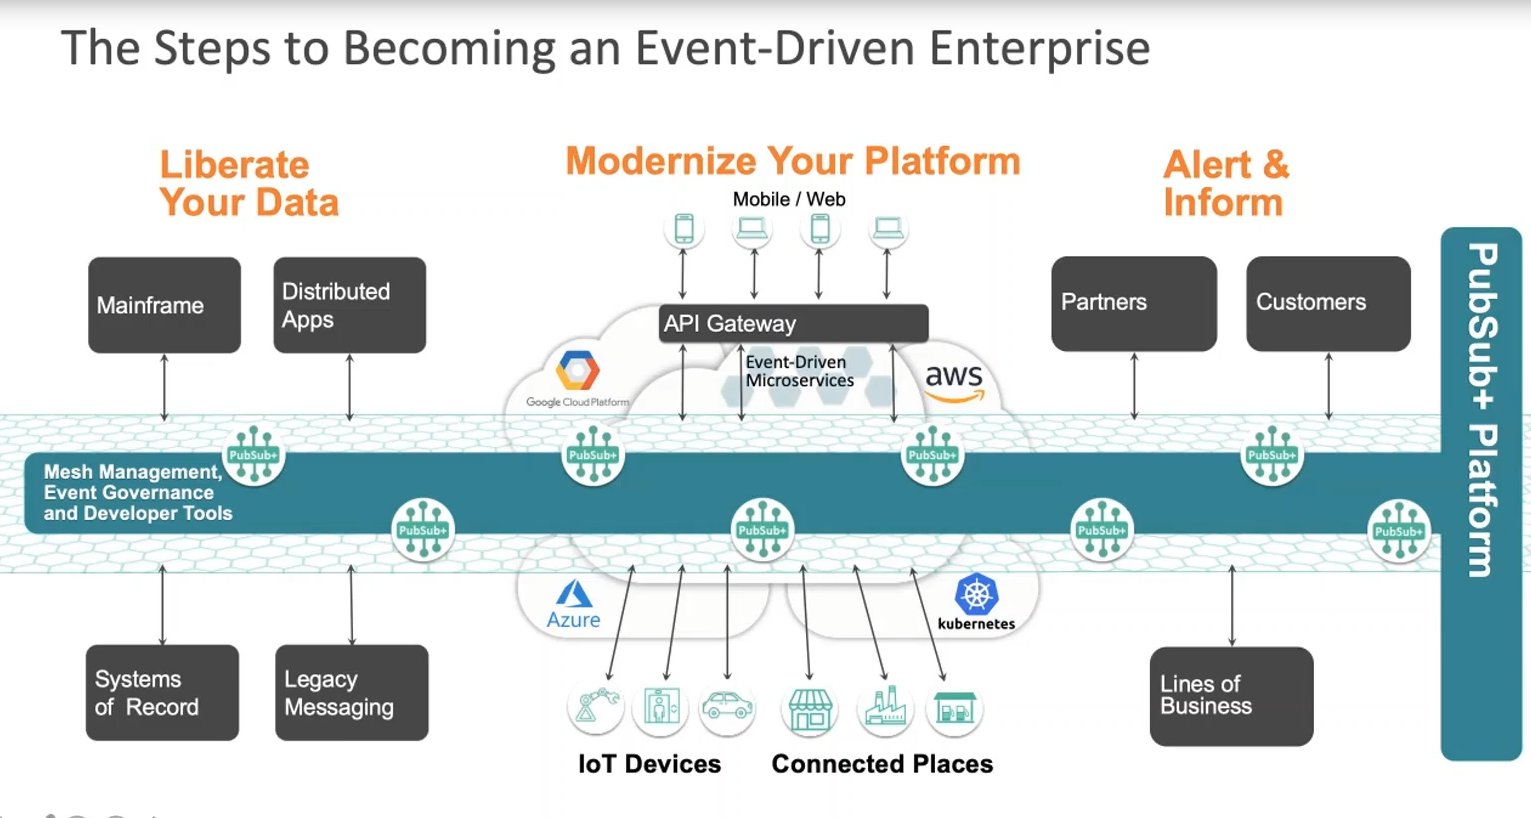 The Steps to Becoming an Event-Driven Enterprise
Liberate
Your Data
Modernize Your Platform
Alert &
Inform
Mobile / Web
Mainframe
Distributed
Apps
API Gateway
Partners
Customers
Event-Driven
Microservices
Google Cloud Platform
aws
PubSub+
PubSub+
PubSub+
PubSub+
Mesh Management,
Event Governance
and Developer Tools
PubSub+
PubSub+
PubSub+
PubSub+
PubSub+ Platform
Azure
kubernetes
Systems
of Record
Legacy
Messaging
Lines of
Business
IoT Devices
Connected Places